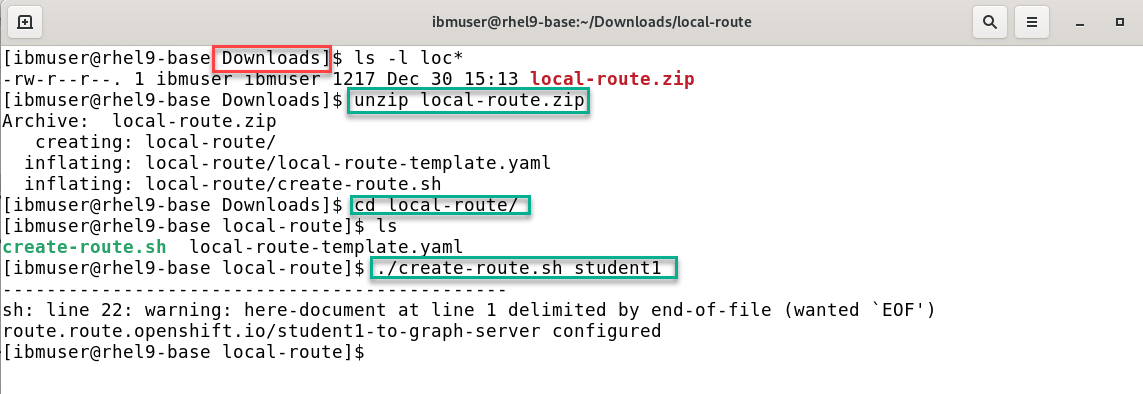 ibmuser@rhel9-base:~/Downloads/local-route
[ibmuser@rhel9-base Downloads]$ ls -l loc*
-rw-r--r--. 1 ibmuser ibmuser 1217 Dec 30 15:13 local-route.zip
[ibmuser@rhel9-base Downloads]$ unzip local-route.zip
Archive:  local-route.zip
   creating: local-route/
  inflating: local-route/local-route-template.yaml
  inflating: local-route/create-route.sh
[ibmuser@rhel9-base Downloads]$ cd local-route/
[ibmuser@rhel9-base local-route]$ ls
create-route.sh  local-route-template.yaml
[ibmuser@rhel9-base local-route]$ ./create-route.sh student1
----------------------------------------------
sh: line 22: warning: here-document at line 1 delimited by end-of-file (wanted `EOF')
route.route.openshift.io/student1-to-graph-server configured
[ibmuser@rhel9-base local-route]$